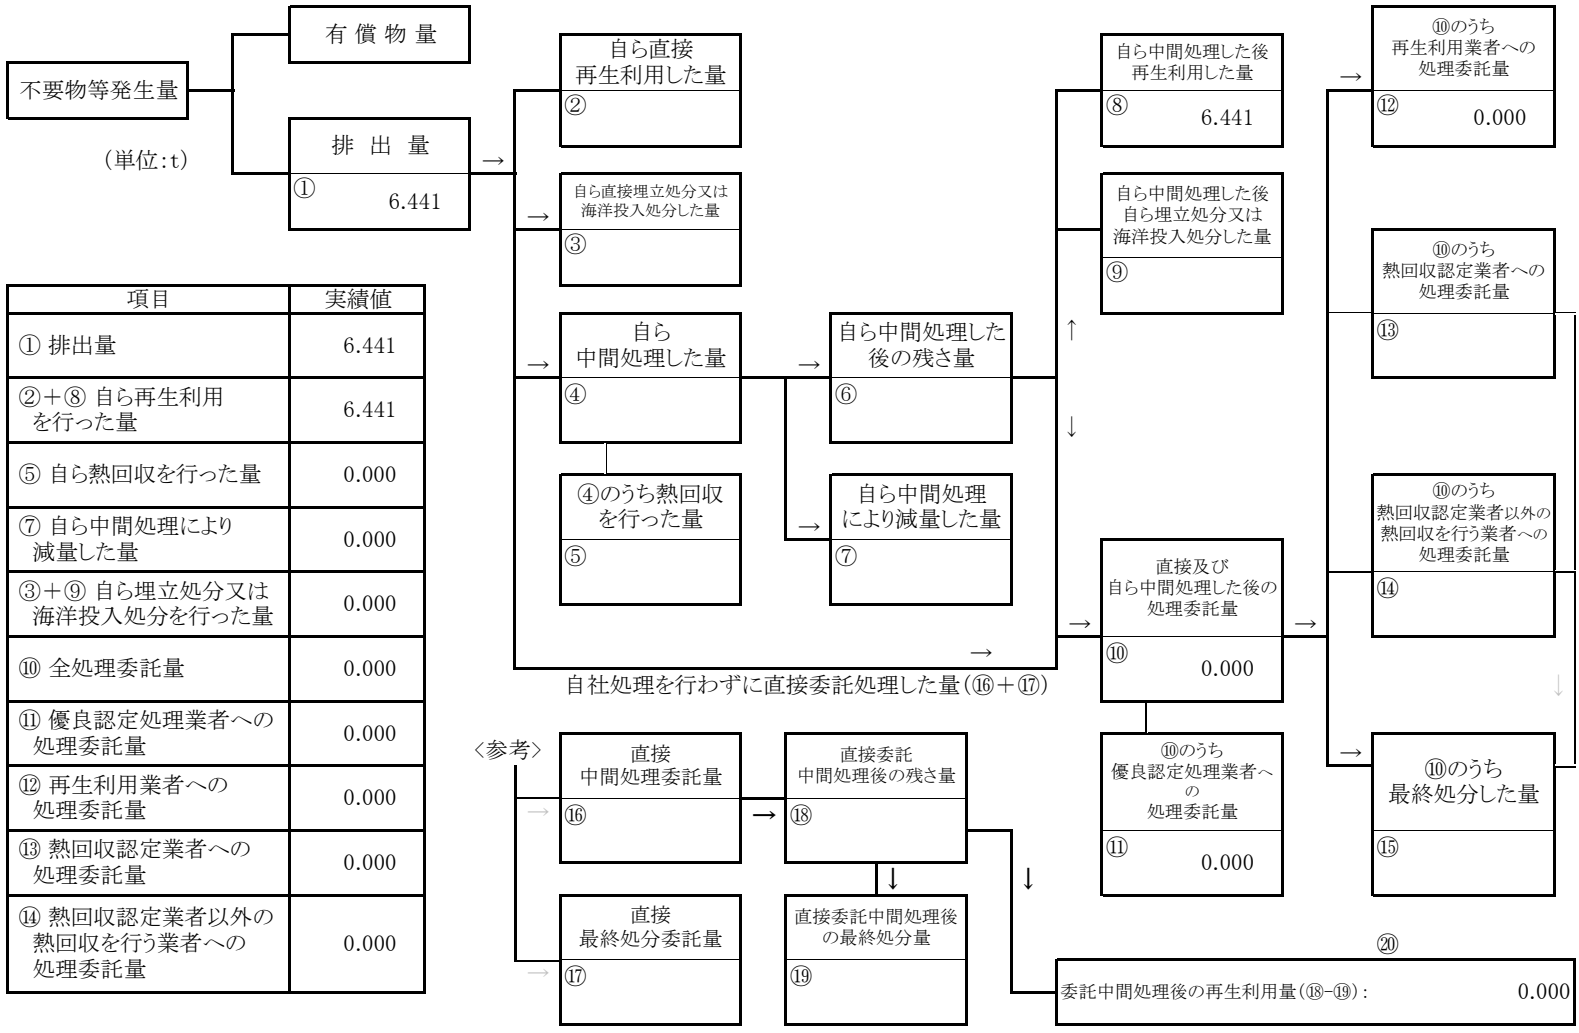 有 償 物 量
不要物等発生量
排 出 量
①
6.441
(単位:t)
→
自ら直接
再生利用した量
②
→
自ら直接埋立処分又は
海洋投入処分した量
③
→
自ら
中間処理した量
④
→
自ら中間処理した
後の残さ量
⑥
④のうち熱回収
を行った量
⑤
→
自ら中間処理
により減量した量
⑦
自ら中間処理した後
再生利用した量
⑧
6.441
自ら中間処理した後
自ら埋立処分又は
海洋投入処分した量
⑨
↑
↓
→
自社処理を行わずに直接委託処理した量(⑯+⑰)
→
直接及び
自ら中間処理した後の
処理委託量
⑩
0.000
→
⑩のうち
優良認定処理業者へ
の
処理委託量
⑪
0.000
→
⑩のうち
再生利用業者への
処理委託量
⑫
0.000
⑩のうち
熱回収認定業者への
処理委託量
⑬
⑩のうち
熱回収認定業者以外の
熱回収を行う業者への
処理委託量
⑭
↓
→
⑩のうち
最終処分した量
⑮
項目 実績値
① 排出量 6.441
②+⑧ 自ら再生利用
を行った量 6.441
⑤ 自ら熱回収を行った量 0.000
⑦ 自ら中間処理により
減量した量 0.000
③+⑨ 自ら埋立処分又は
海洋投入処分を行った量 0.000
⑩ 全処理委託量 0.000
⑪ 優良認定処理業者への
処理委託量 0.000
⑫ 再生利用業者への
処理委託量 0.000
⑬ 熱回収認定業者への
処理委託量 0.000
⑭ 熱回収認定業者以外の
熱回収を行う業者への
処理委託量 0.000
<参考>
→
直接
中間処理委託量
⑯
→
直接委託
中間処理後の残さ量
⑱
→
直接
最終処分委託量
⑰
↓
直接委託中間処理後
の最終処分量
⑲
↓
⑳
委託中間処理後の再生利用量(⑱-⑲): 0.000